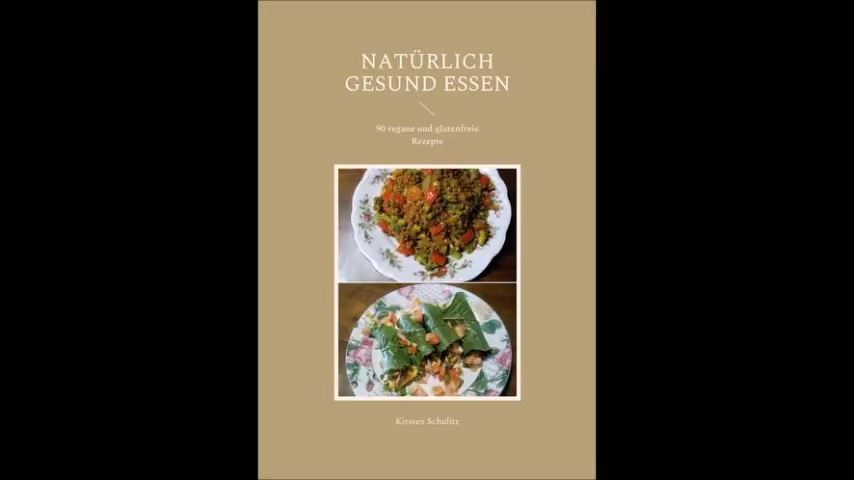 NATÜRLICH
GESUND ESSEN
90 vegane und glutenfreie
Rezepte
Kirsten Schulitz